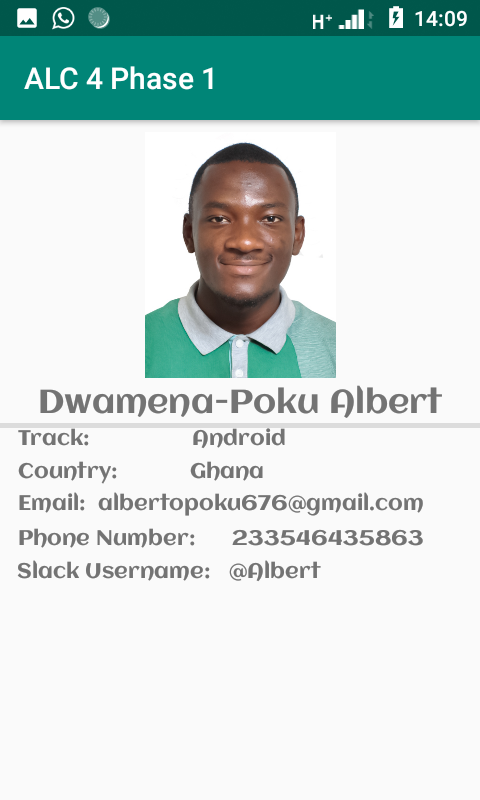 H+ 14:09
ALC 4 Phase 1
Dwamena-Poku Albert
Track: Android
Country: Ghana
Email: albertopoku676@gmail.com
Phone Number: 233546435863
Slack Username: @Albert